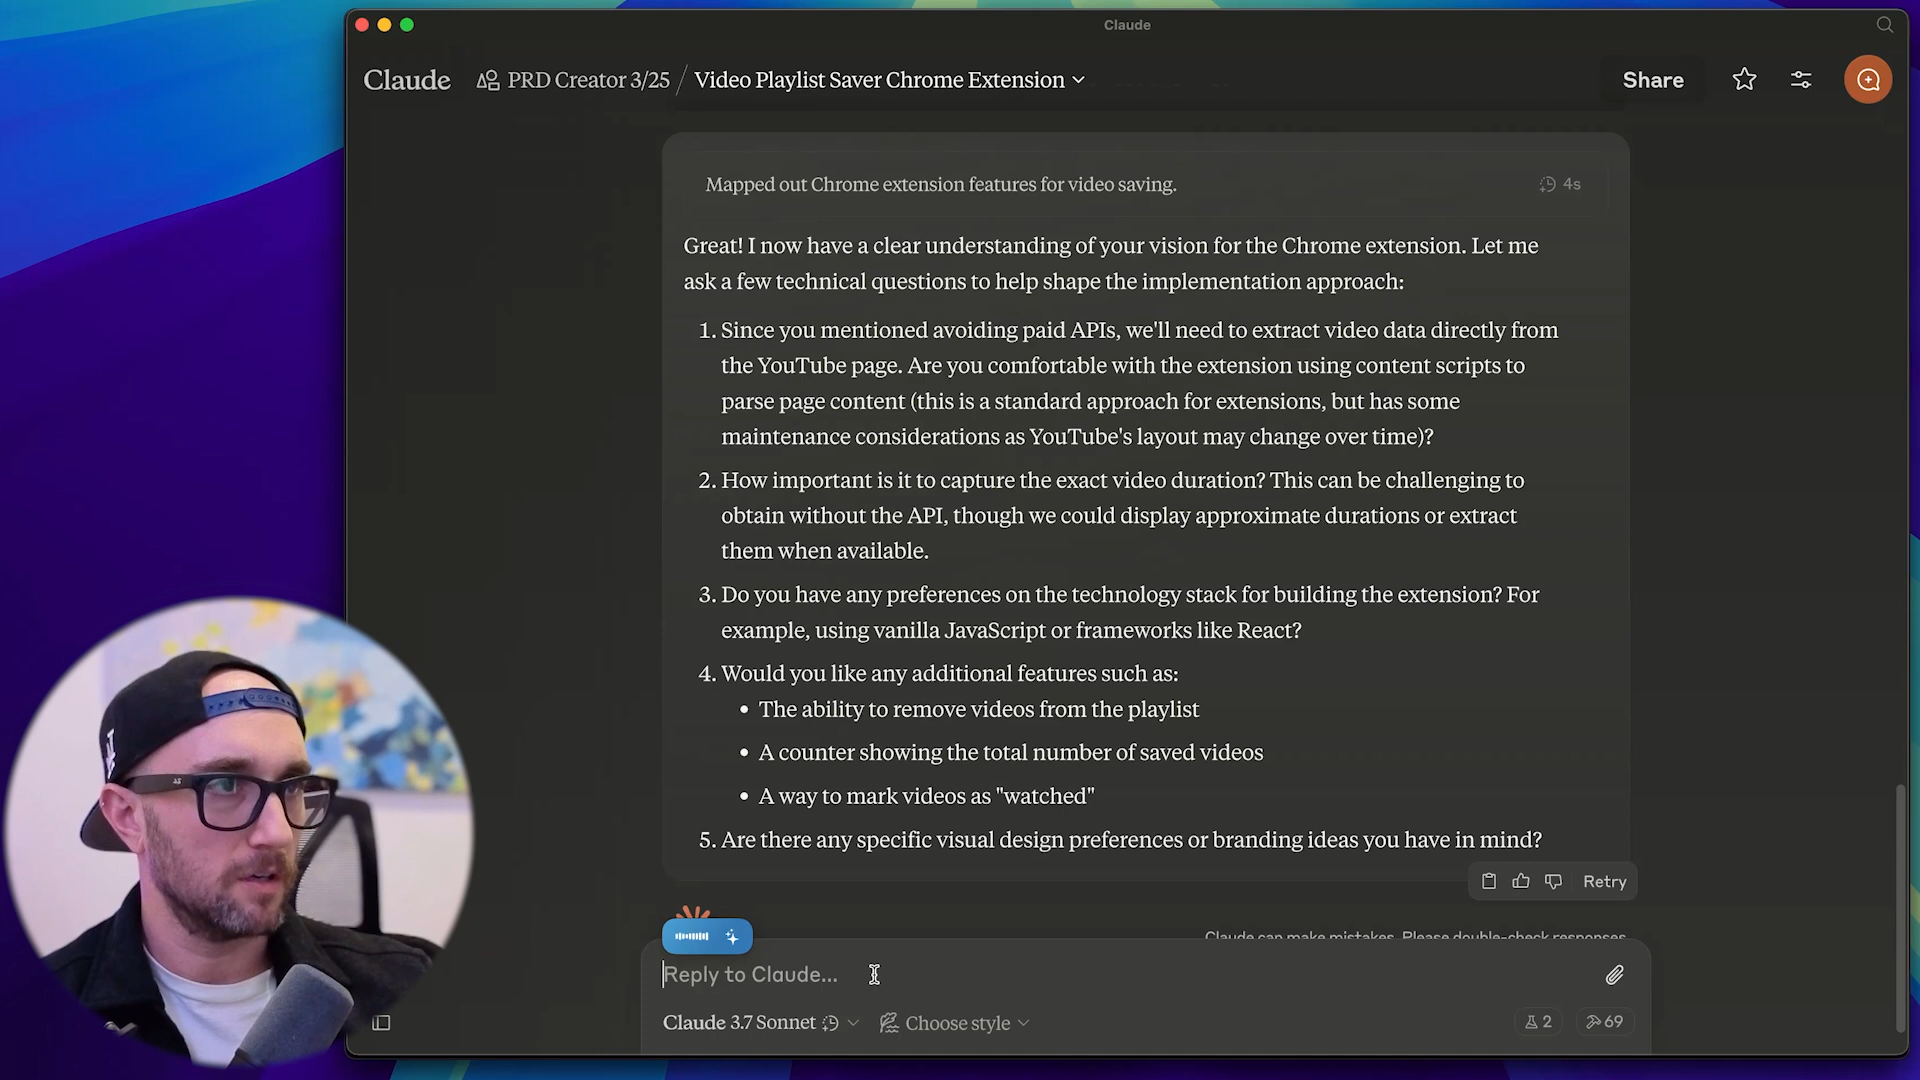 Claude
Claude PRD Creator 3/25 / Video Playlist Saver Chrome Extension
Share
Mapped out Chrome extension features for video saving.
4s
Great! I now have a clear understanding of your vision for the Chrome extension. Let me
ask a few technical questions to help shape the implementation approach:
1. Since you mentioned avoiding paid APIs, we'll need to extract video data directly from
the YouTube page. Are you comfortable with the extension using content scripts to
parse page content (this is a standard approach for extensions, but has some
maintenance considerations as YouTube's layout may change over time)?
2. How important is it to capture the exact video duration? This can be challenging to
obtain without the API, though we could display approximate durations or extract
them when available.
3. Do you have any preferences on the technology stack for building the extension? For
example, using vanilla JavaScript or frameworks like React?
4. Would you like any additional features such as:
• The ability to remove videos from the playlist
• A counter showing the total number of saved videos
• A way to mark videos as "watched"
5. Are there any specific visual design preferences or branding ideas you have in mind?
Retry
Claude can make mistakes. Please double-check responses.
Reply to Claude...
Claude 3.7 Sonnet
Choose style
2
69